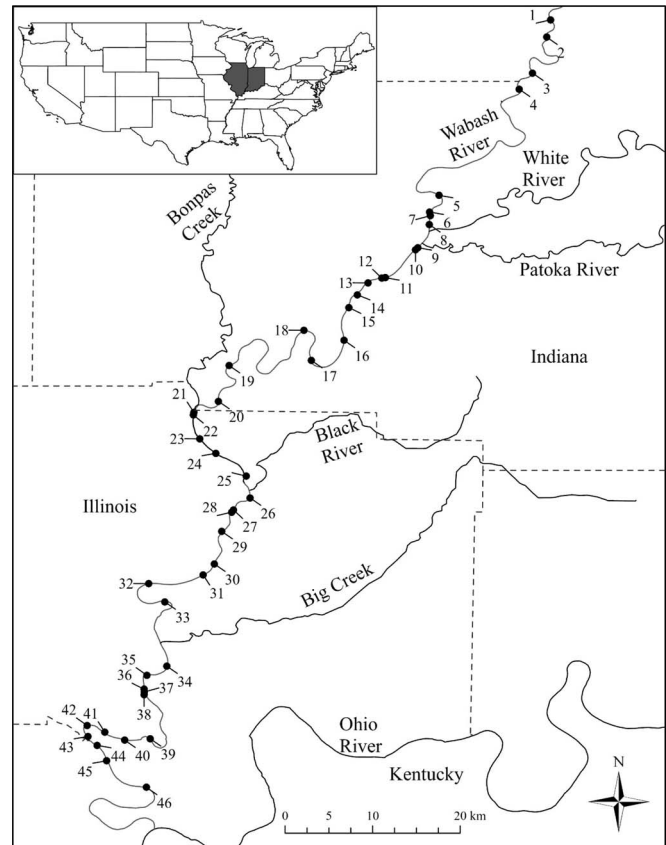 1
2
3
4
Wabash
River
White
River
Bonpas
Creek
5
7
6
8
9
10
Patoka River
12
11
13
14
15
18
16
17
Indiana
19
20
21
22
Black
River
23
24
25
Illinois
26
28
27
29
30
31
32
Big Creek
33
35
34
36
37
38
42
41
Ohio
River
43
44
40
39
45
Kentucky
46
N
0
5
10
20 km